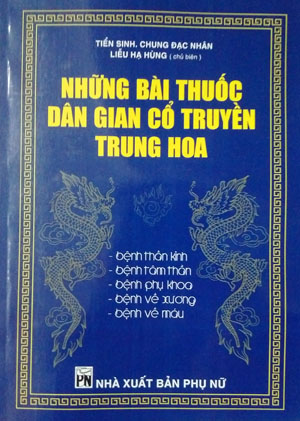 TIẾN SINH. CHUNG ĐẠC NHÂN
LIỄU HẠ HÙNG (chủ biên)
NHỮNG BÀI THUỐC
DÂN GIAN CỔ TRUYỀN
TRUNG HOA
- bệnh thần kinh
- bệnh tâm thần
- bệnh phụ khoa
- bệnh về xương
- bệnh về máu
PN
NHÀ XUẤT BẢN PHỤ NỮ